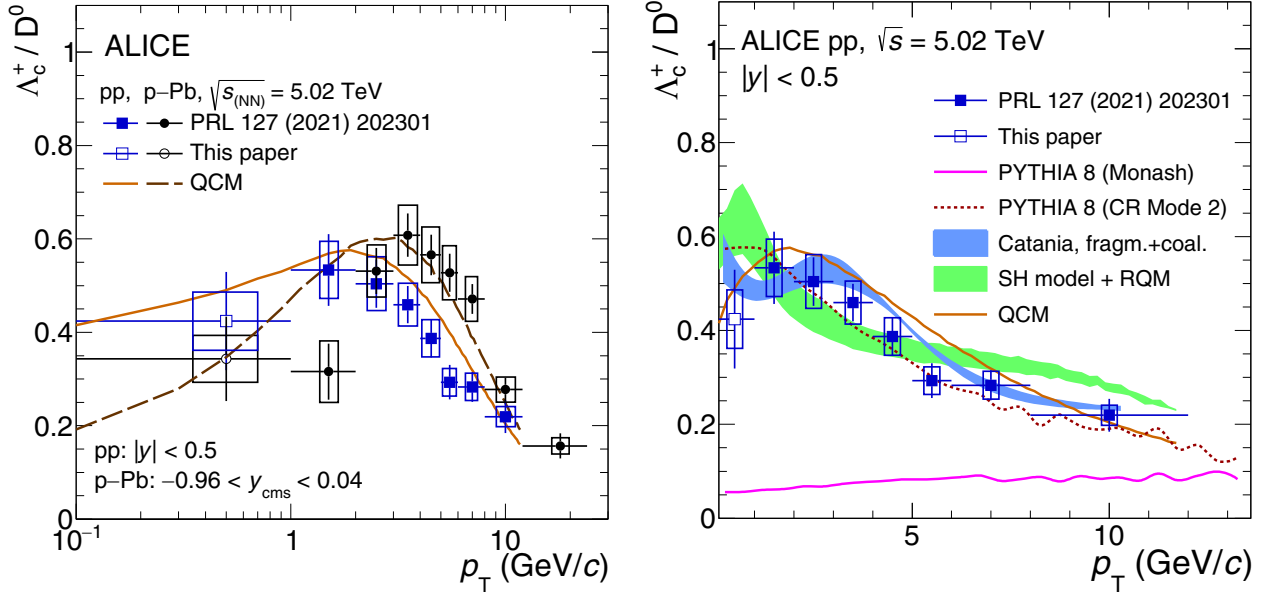 Λc+ / D0
1
0.8
0.6
0.4
0.2
0
ALICE
pp, p−Pb, √s(NN) = 5.02 TeV
PRL 127 (2021) 202301
This paper
QCM
pp: |y| < 0.5
p−Pb: −0.96 < ycms < 0.04
10−1
1
10
pT (GeV/c)
Λc+ / D0
1
0.8
0.6
0.4
0.2
0
ALICE pp, √s = 5.02 TeV
|y| < 0.5
PRL 127 (2021) 202301
This paper
PYTHIA 8 (Monash)
PYTHIA 8 (CR Mode 2)
Catania, fragm.+coal.
SH model + RQM
QCM
5
10
pT (GeV/c)